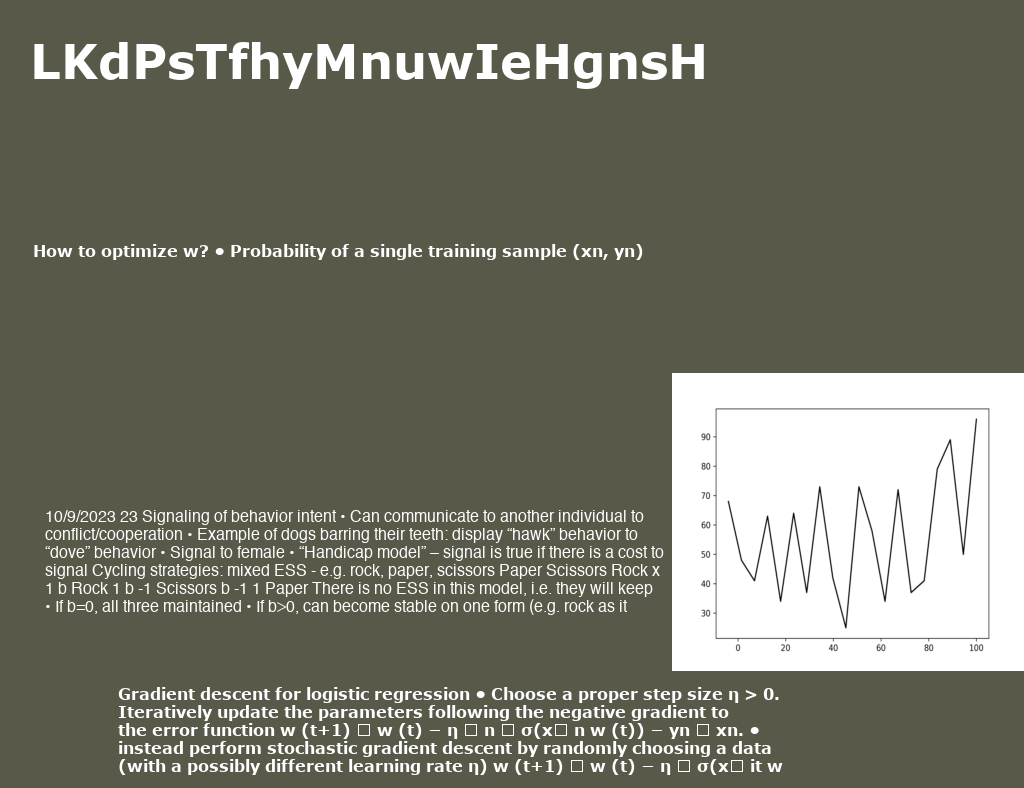 LKdPsTfhyMnuwIeHgnsH
How to optimize w? • Probability of a single training sample (xn, yn)
10/9/2023 23 Signaling of behavior intent • Can communicate to another individual to
conflict/cooperation • Example of dogs barring their teeth: display “hawk” behavior to
“dove” behavior • Signal to female • “Handicap model” – signal is true if there is a cost to
signal Cycling strategies: mixed ESS - e.g. rock, paper, scissors Paper Scissors Rock x
1 b Rock 1 b -1 Scissors b -1 1 Paper There is no ESS in this model, i.e. they will keep
• If b=0, all three maintained • If b>0, can become stable on one form (e.g. rock as it
90
80
70
60
50
40
30
0 20 40 60 80 100
Gradient descent for logistic regression • Choose a proper step size η > 0.
Iteratively update the parameters following the negative gradient to
the error function w (t+1) □ w (t) − η □ n □ σ(x□ n w (t)) − yn □ xn. •
instead perform stochastic gradient descent by randomly choosing a data
(with a possibly different learning rate η) w (t+1) □ w (t) − η □ σ(x□ it w